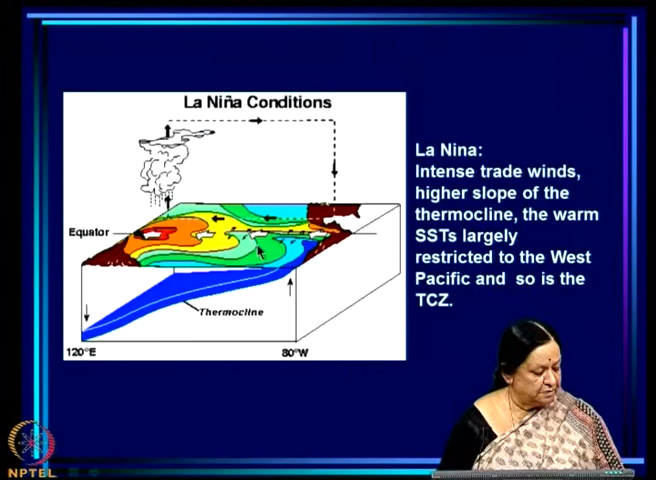 La Niña Conditions
Equator
Thermocline
120°E
80°W
La Nina:
Intense trade winds,
higher slope of the
thermocline, the warm
SSTs largely
restricted to the West
Pacific and so is the
TCZ.
NPTEL